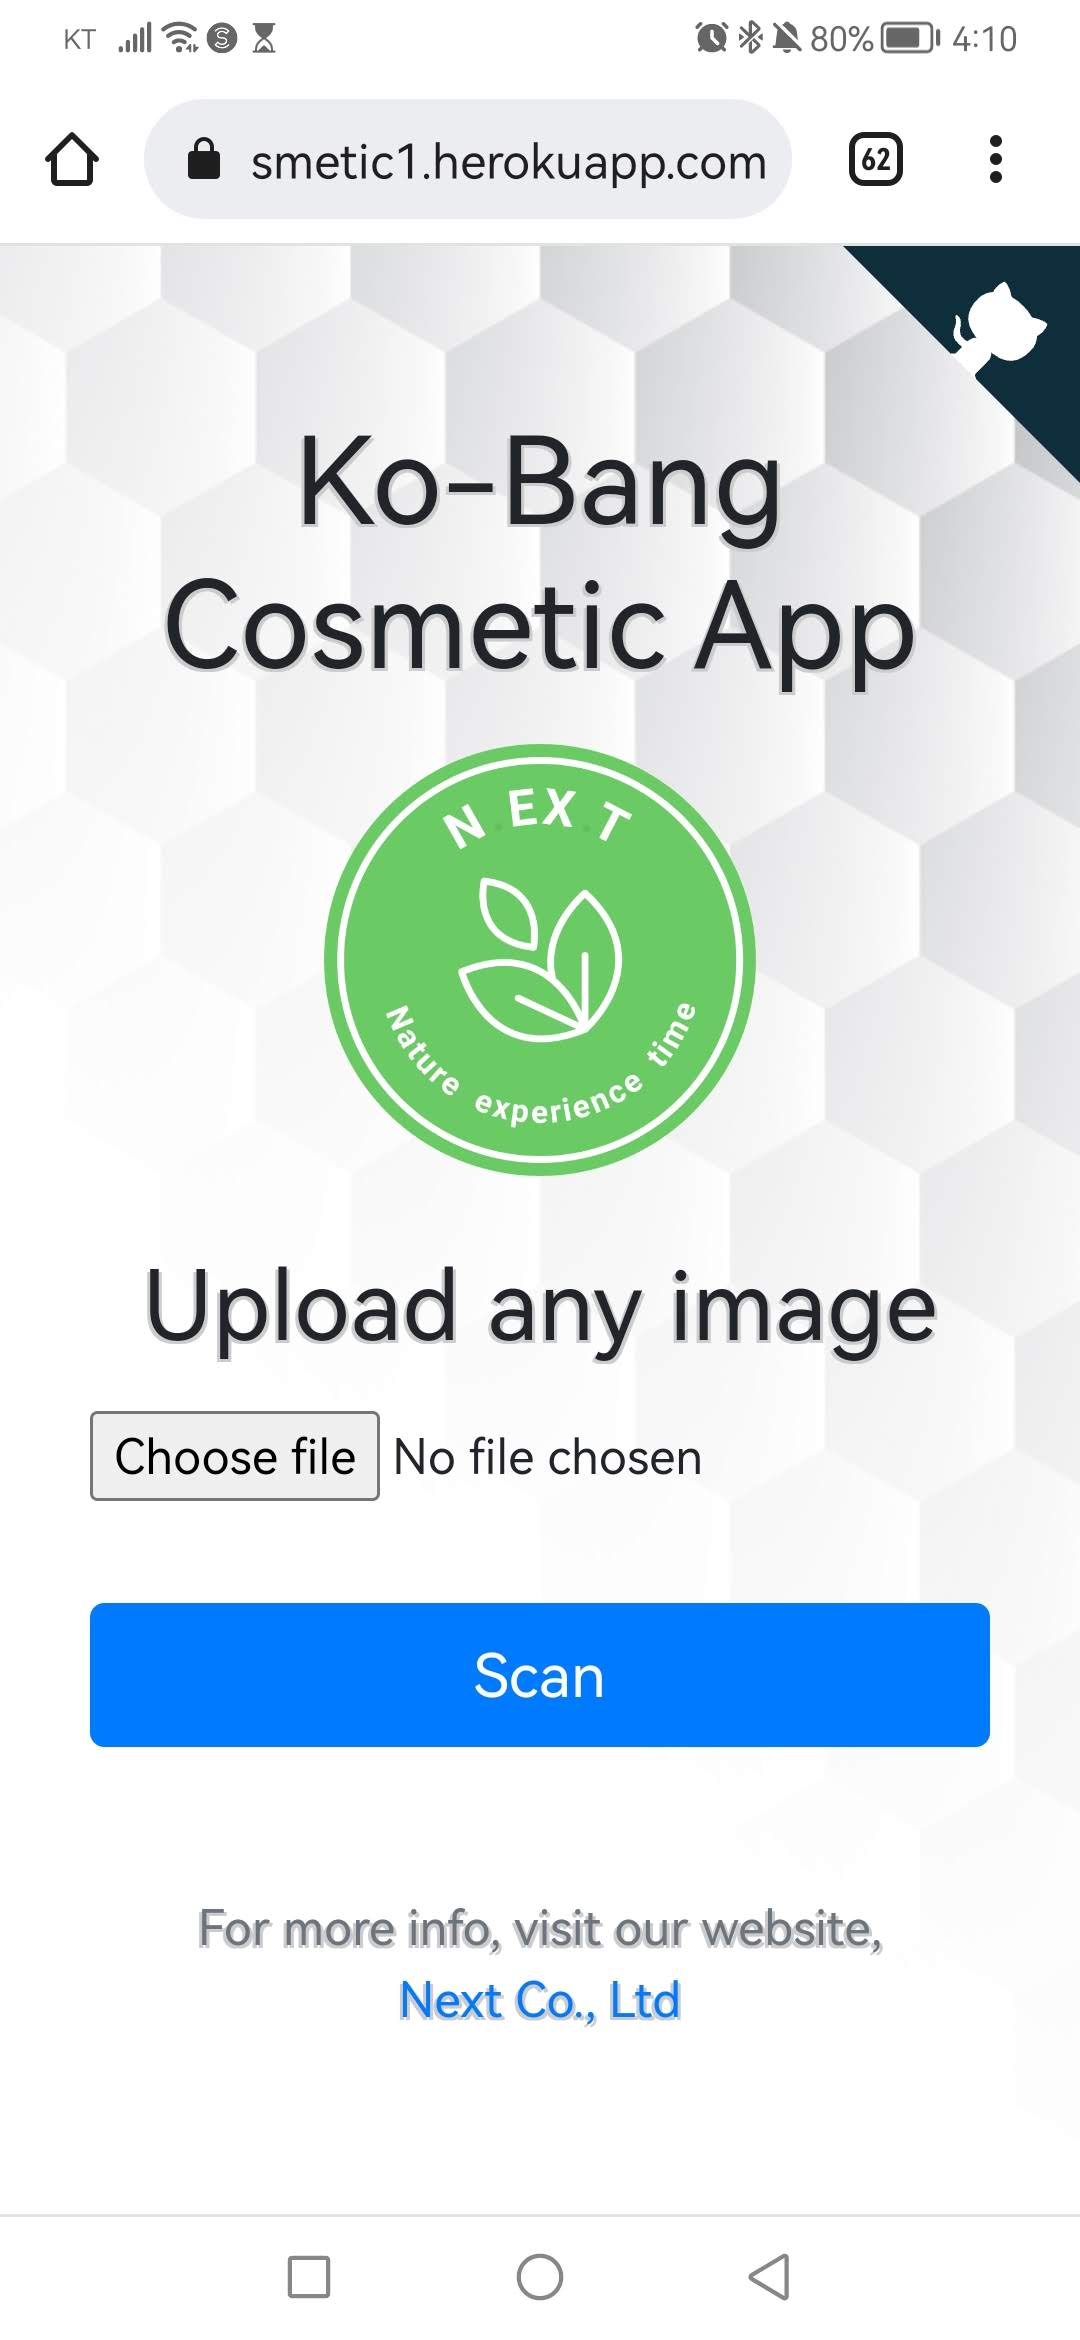 KT 80% 4:10
smetic1.herokuapp.com 62
Ko-Bang
Cosmetic App
N.EX.T
Nature experience time
Upload any image
Choose file No file chosen
Scan
For more info, visit our website,
Next Co., Ltd